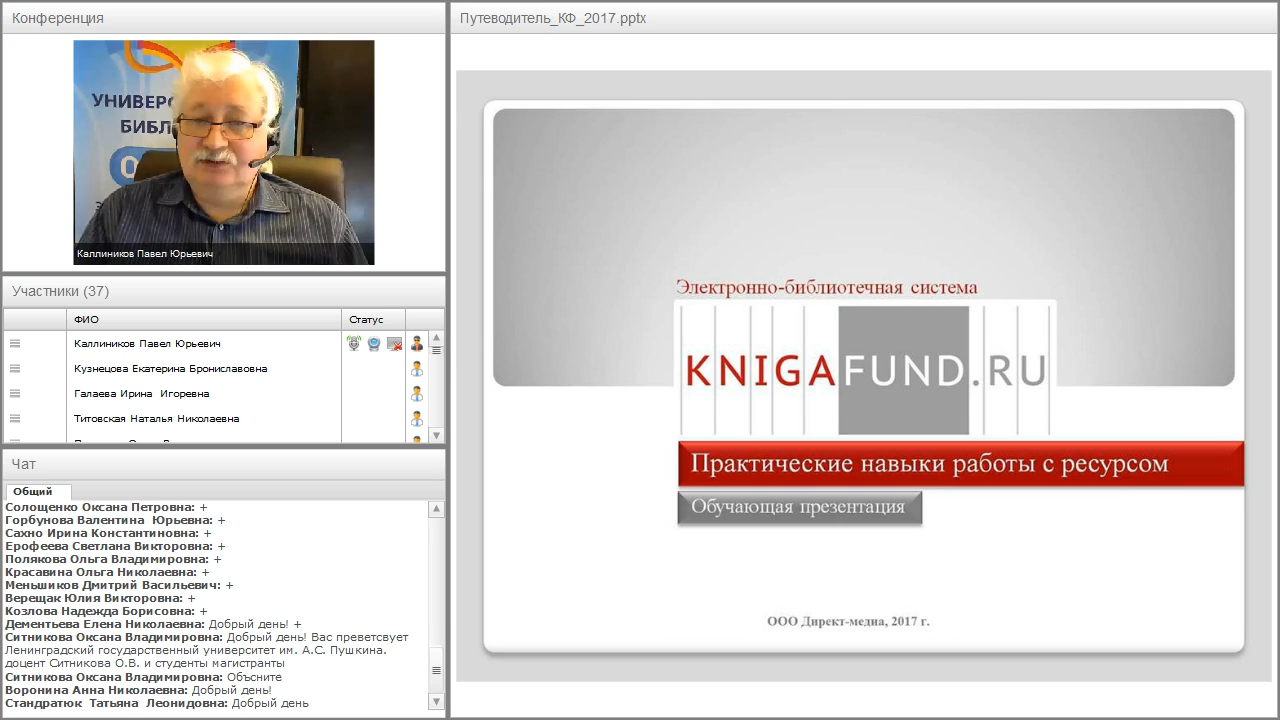 Конференция
УНИВЕР
БИБЛ
Каллиников Павел Юрьевич
Участники (37)
ФИО
Статус
Каллиников Павел Юрьевич
Кузнецова Екатерина Брониславовна
Галаева Ирина Игоревна
Титовская Наталья Николаевна
Чат
Общий
Солощенко Оксана Петровна: +
Горбунова Валентина Юрьевна: +
Сахно Ирина Константиновна: +
Ерофеева Светлана Викторовна: +
Полякова Ольга Владимировна: +
Красавина Ольга Николаевна: +
Меньшиков Дмитрий Васильевич: +
Верещак Юлия Викторовна: +
Козлова Надежда Борисовна: +
Дементьева Елена Николаевна: Добрый день! +
Ситникова Оксана Владимировна: Добрый день! Вас преветсвует
Ленинградский государственный университет им. А.С. Пушкина.
доцент Ситникова О.В. и студенты магистранты
Ситникова Оксана Владимировна: Объсните
Воронина Анна Николаевна: Добрый день!
Стандратюк Татьяна Леонидовна: Добрый день
Путеводитель_КФ_2017.pptx
Электронно-библиотечная система
KNIGAFUND.RU
Практические навыки работы с ресурсом
Обучающая презентация
ООО Директ-медиа, 2017 г.